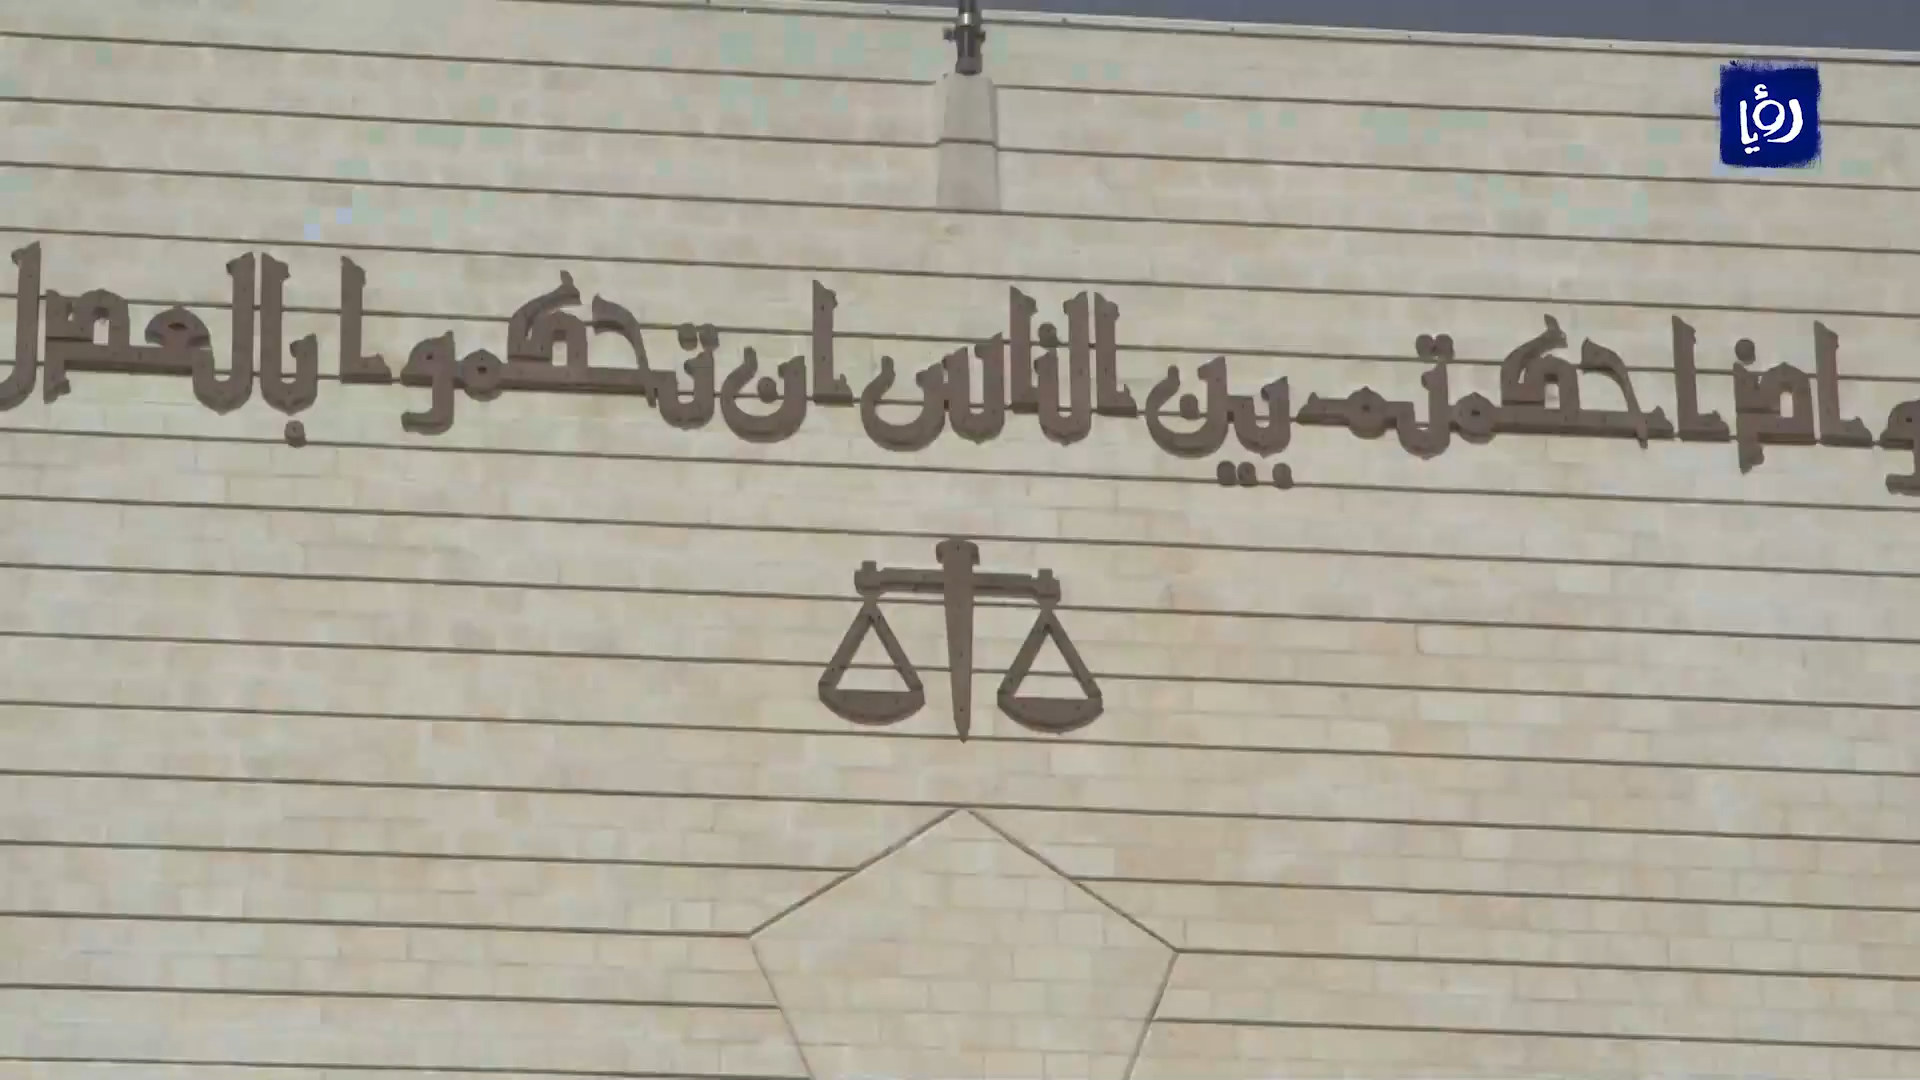 رؤيا
واذا حكمتم بين الناس ان تحكموا بالعدل